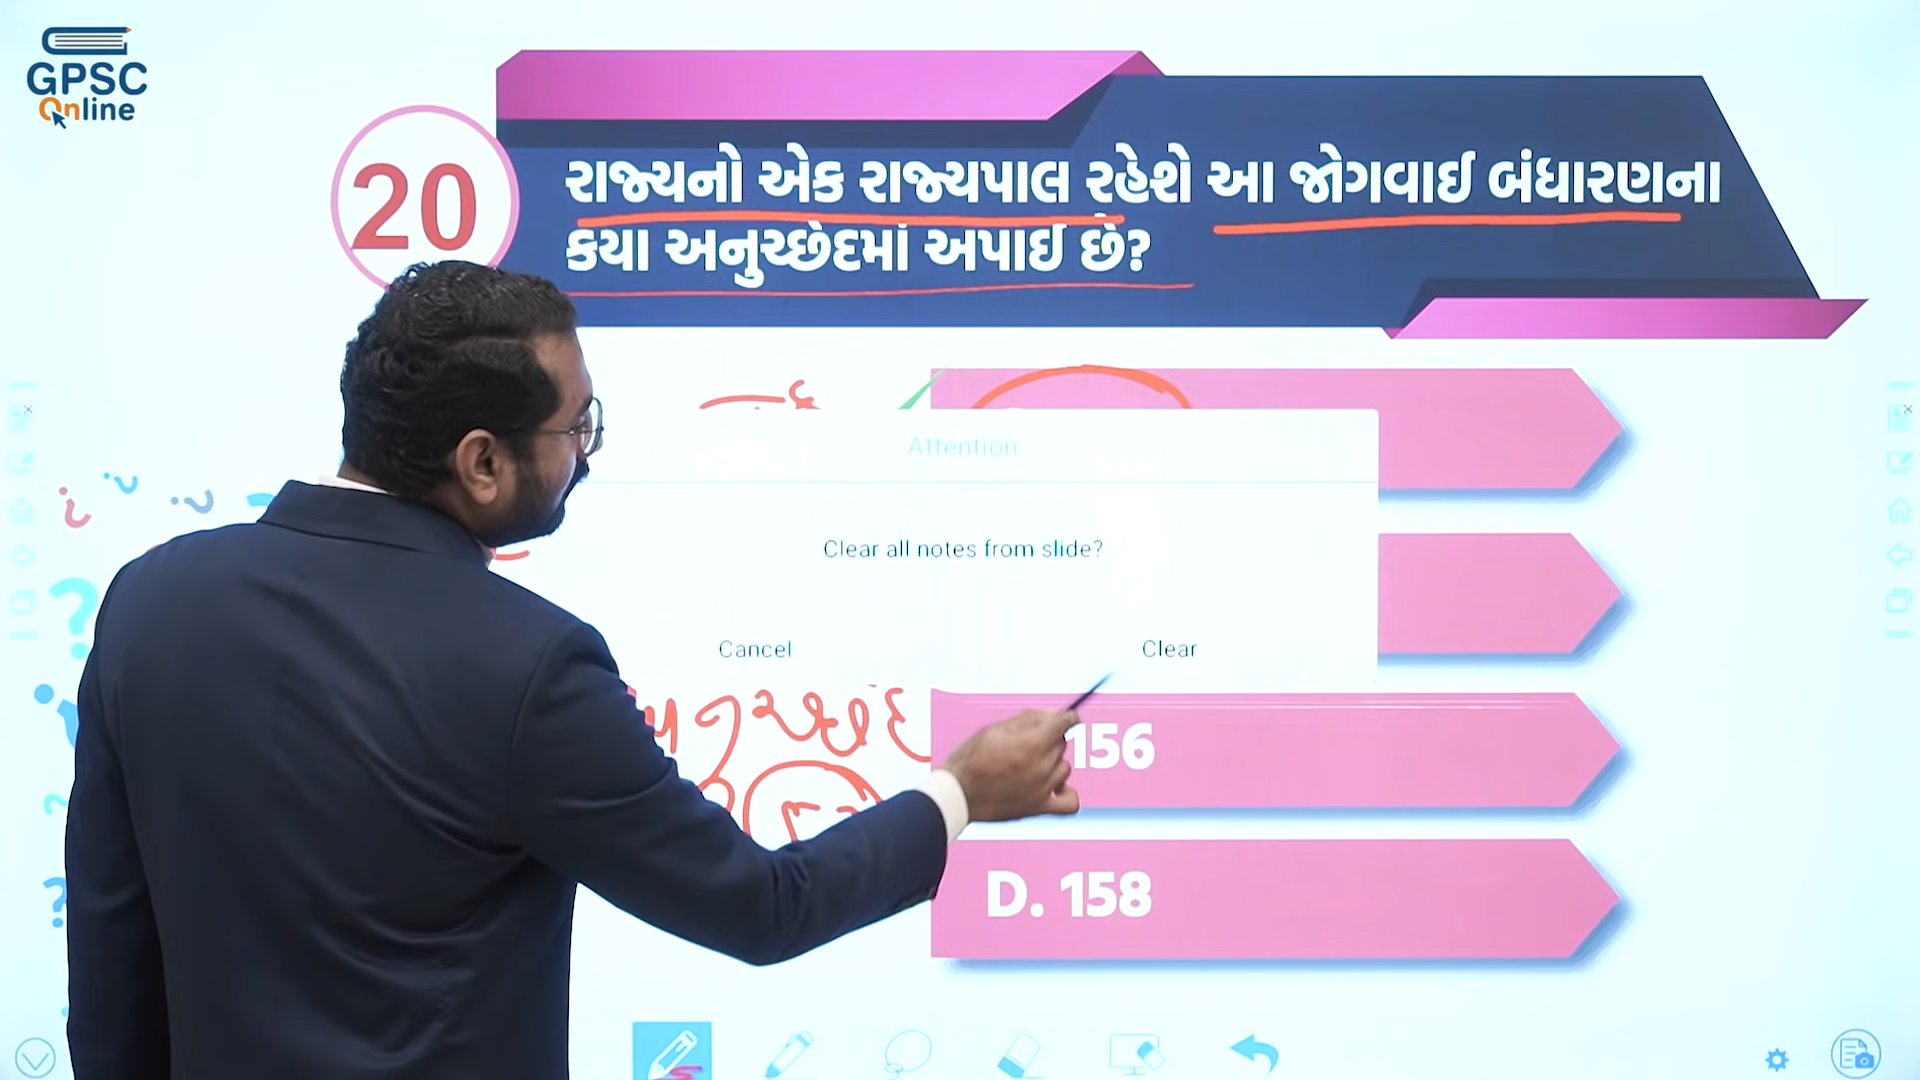 GPSC
Online
20
રાજ્યનો એક રાજ્યપાલ રહેશે આ જોગવાઈ બંધારણના
કયા અનુચ્છેદમાં અપાઈ છે?
Attention
Clear all notes from slide?
Cancel
Clear
અનુચ્છેદ
156
D. 158